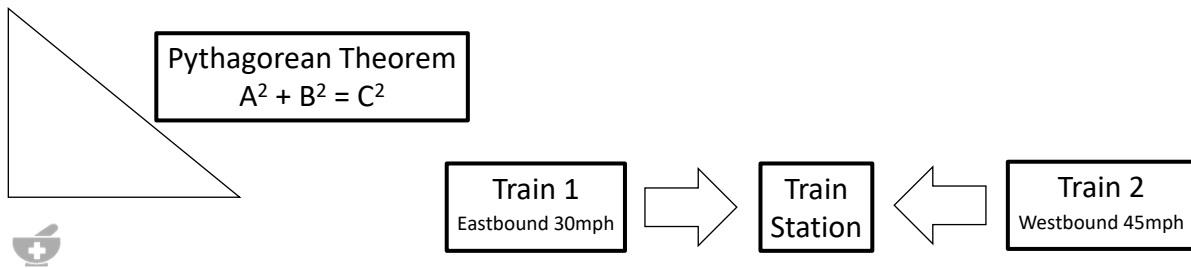 Pythagorean Theorem
A² + B² = C²
Train 1
Eastbound 30mph
Train
Station
Train 2
Westbound 45mph